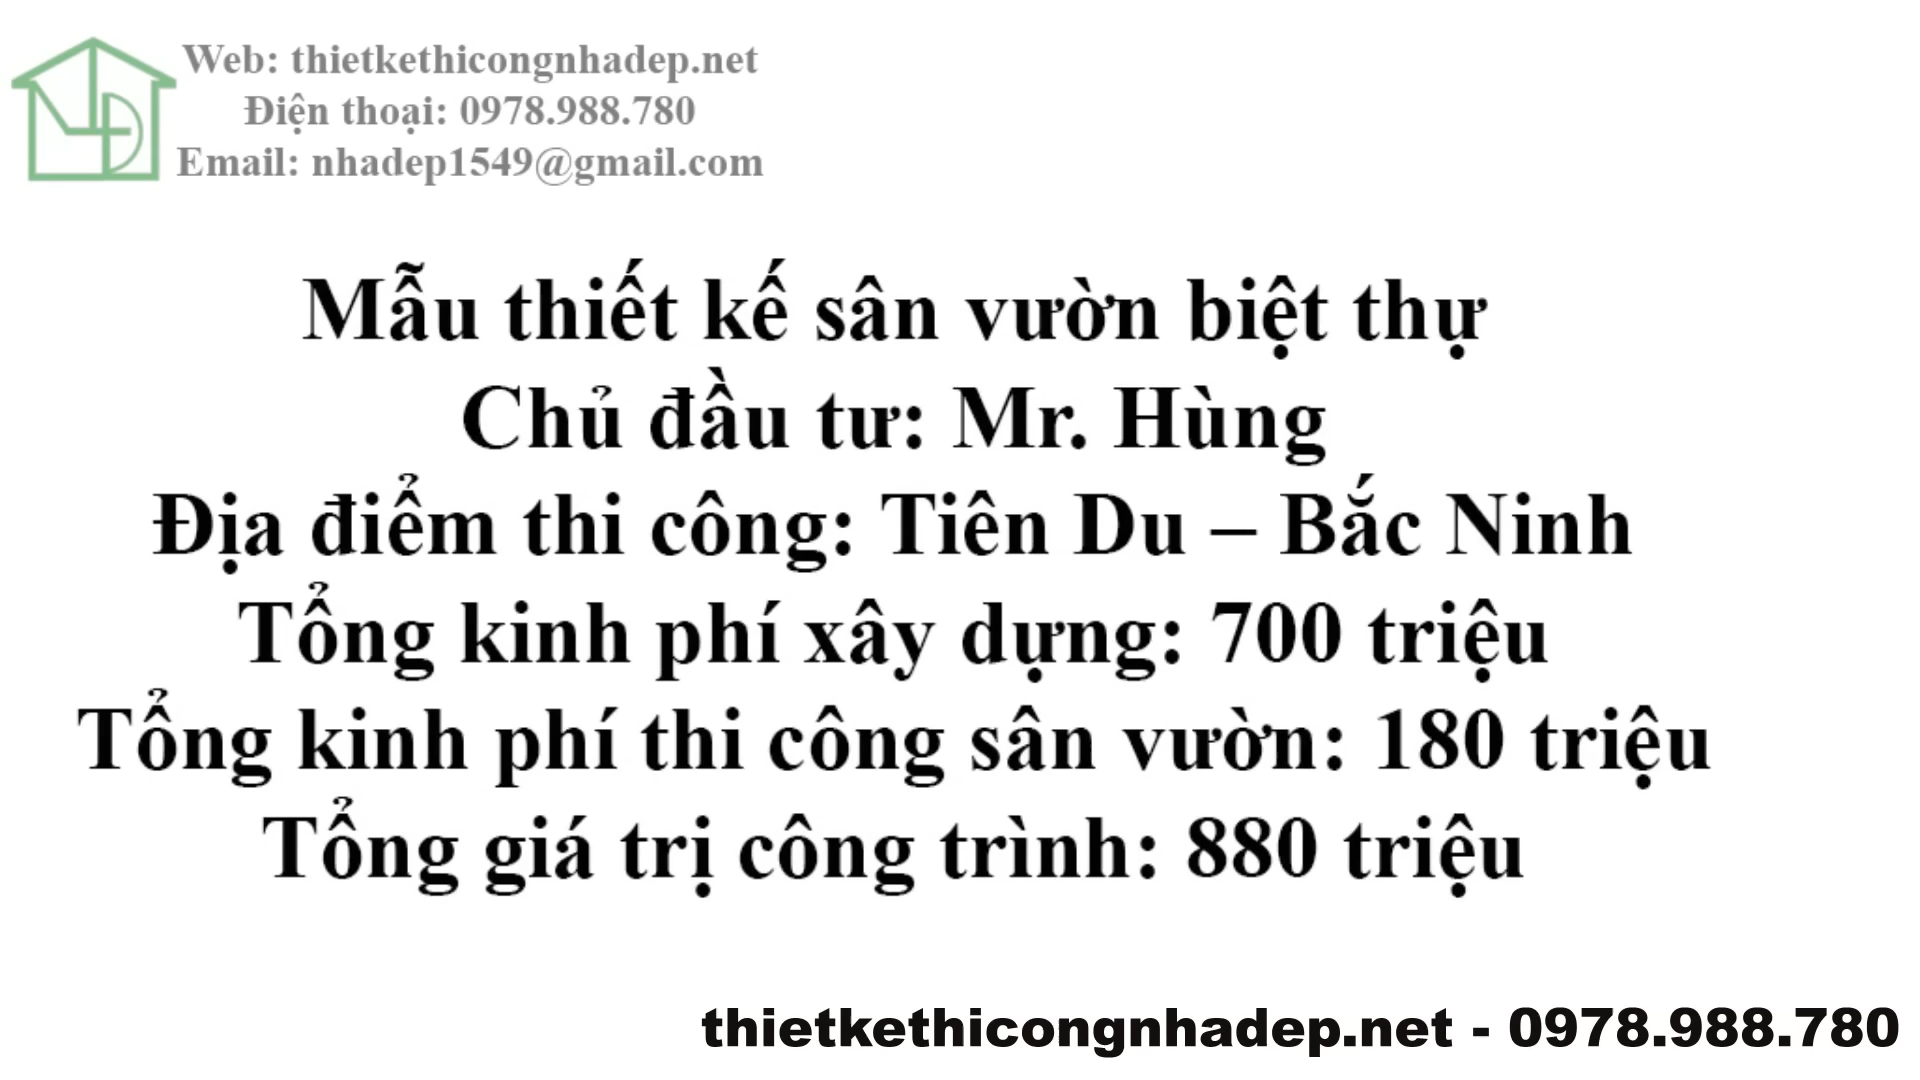 Web: thietkethicongnhadep.net
Điện thoại: 0978.988.780
Email: nhadep1549@gmail.com
Mẫu thiết kế sân vườn biệt thự
Chủ đầu tư: Mr. Hùng
Địa điểm thi công: Tiên Du – Bắc Ninh
Tổng kinh phí xây dựng: 700 triệu
Tổng kinh phí thi công sân vườn: 180 triệu
Tổng giá trị công trình: 880 triệu
thietkethicongnhadep.net - 0978.988.780